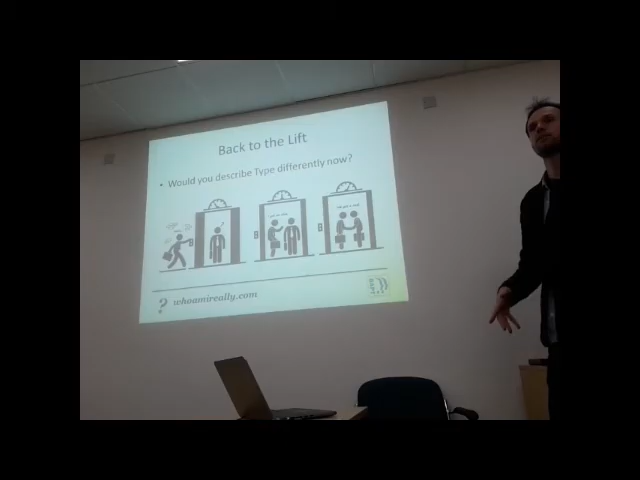 Back to the Lift
• Would you describe Type differently now?
? whoamireally.com